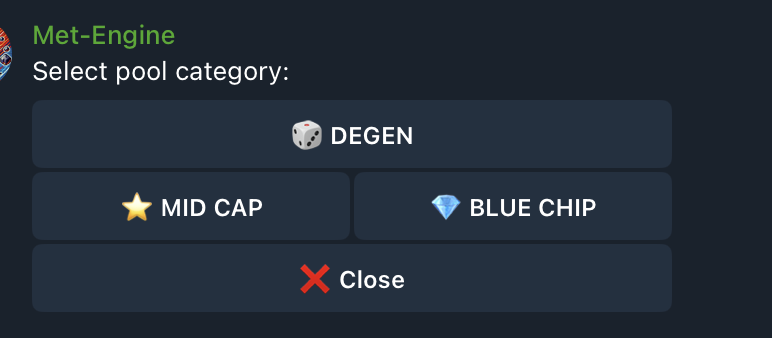 Met-Engine
Select pool category:
🎲 DEGEN
⭐ MID CAP
💎 BLUE CHIP
❌ Close